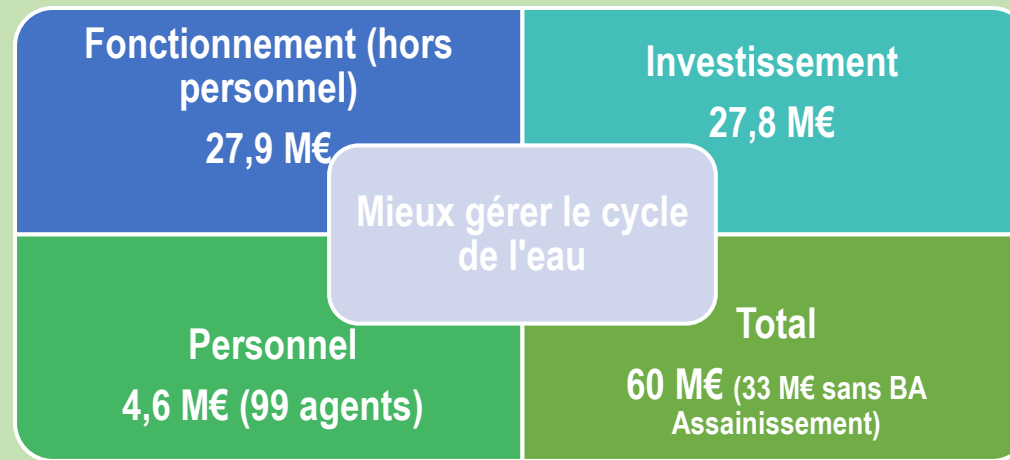 Fonctionnement (hors
personnel)
27,9 M€
Investissement
27,8 M€
Mieux gérer le cycle
de l'eau
Personnel
4,6 M€ (99 agents)
Total
60 M€ (33 M€ sans BA
Assainissement)